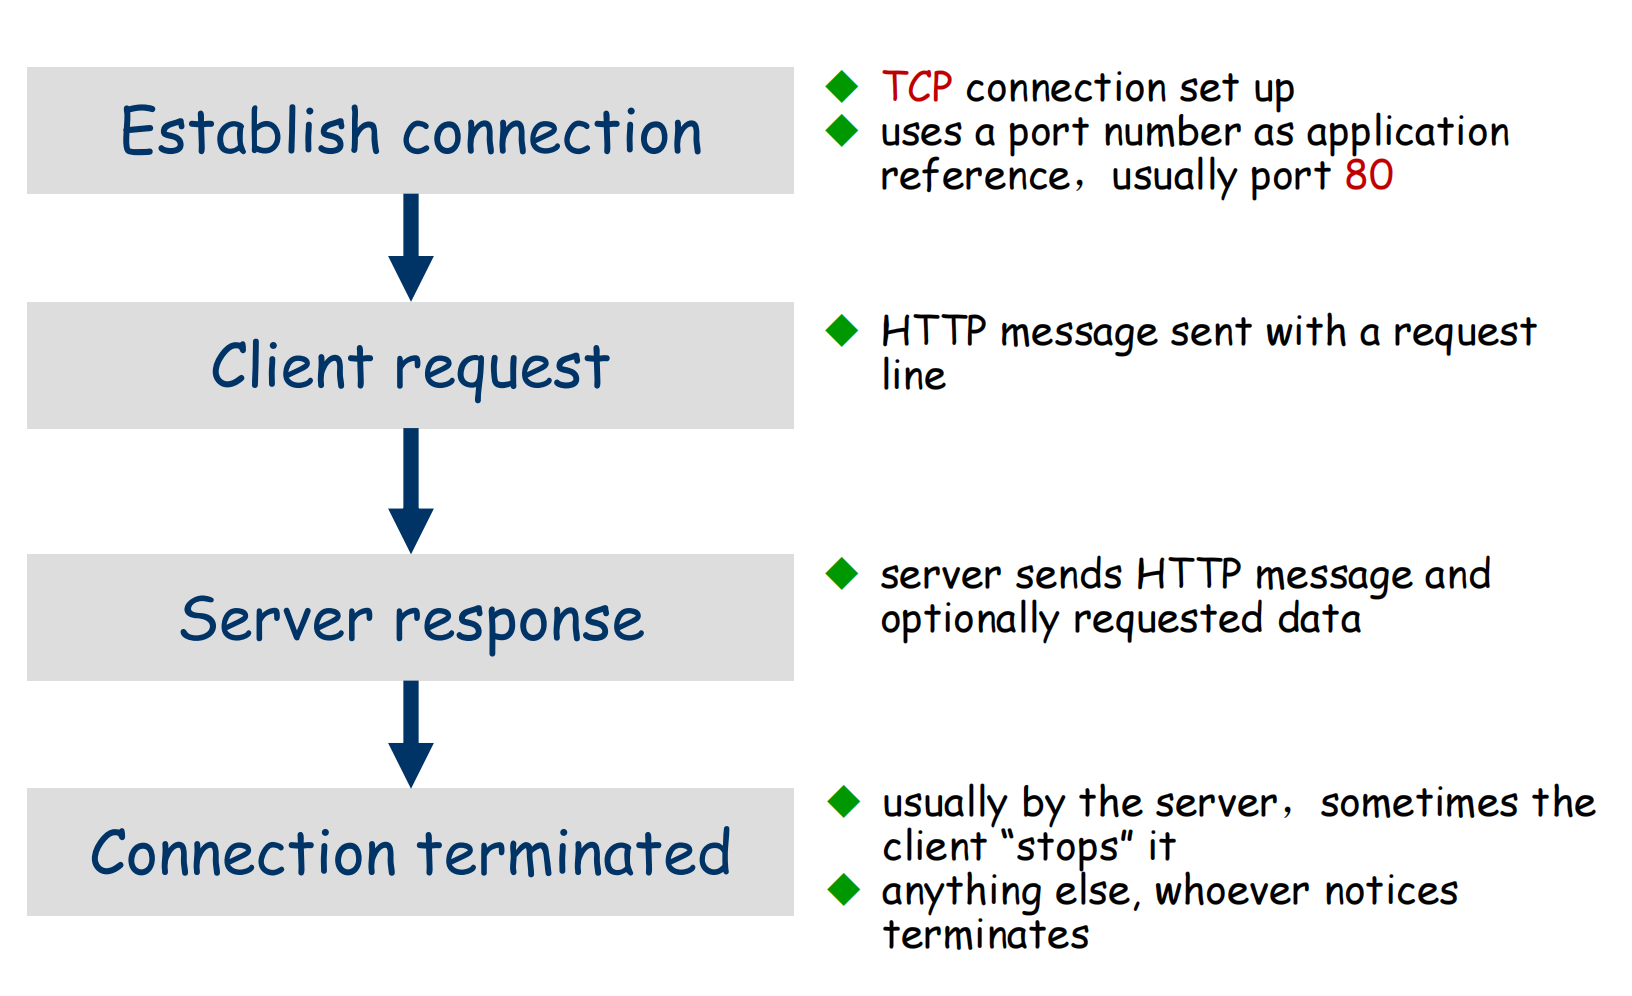 Establish connection
TCP connection set up
uses a port number as application
reference，usually port 80
Client request
HTTP message sent with a request
line
Server response
server sends HTTP message and
optionally requested data
Connection terminated
usually by the server，sometimes the
client “stops” it
anything else, whoever notices
terminates